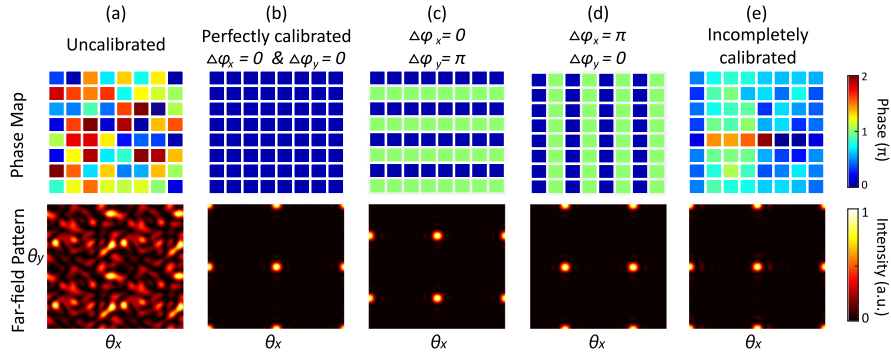 (a)
Uncalibrated
(b)
Perfectly calibrated
△φx = 0 & △φy = 0
(c)
△φx = 0
△φy = π
(d)
△φx = π
△φy = 0
(e)
Incompletely
calibrated
Phase Map
2
1
0
Phase (π)
Far-field Pattern
θy
θx
θx
θx
θx
θx
1
0
Intensity (a.u.)